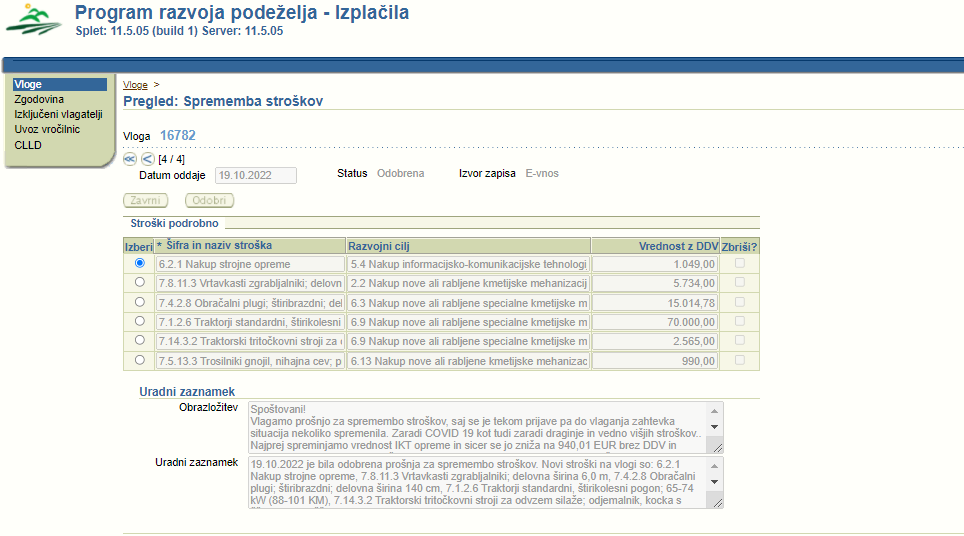 Program razvoja podeželja - Izplačila
Splet: 11.5.05 (build 1) Server: 11.5.05
Vloge
Zgodovina
Izključeni vlagatelji
Uvoz vročilnic
CLLD
Vloge >
Pregled: Sprememba stroškov
Vloga 16782
[4 / 4]
Datum oddaje 19.10.2022 Status Odobrena Izvor zapisa E-vnos
Zavrni Odobri
Stroški podrobno
Izberi * Šifra in naziv stroška Razvojni cilj Vrednost z DDV Zbriši?
6.2.1 Nakup strojne opreme 5.4 Nakup informacijsko-komunikacijske tehnologi 1.049,00
7.8.11.3 Vrtavkasti zgrabljalniki; delovn 2.2 Nakup nove ali rabljene kmetijske mehanizacij 5.734,00
7.4.2.8 Obračalni plugi; štiribrazdni; del 6.3 Nakup nove ali rabljene specialne kmetijske m 15.014,78
7.1.2.6 Traktorji standardni, štirikolesni 6.9 Nakup nove ali rabljene specialne kmetijske m 70.000,00
7.14.3.2 Traktorski tritočkovni stroji za 6.9 Nakup nove ali rabljene specialne kmetijske m 2.565,00
7.5.13.3 Trosilniki gnojil, nihajna cev; p 6.13 Nakup nove ali rabljene kmetijske mehanizac 990,00
Uradni zaznamek
Obrazložitev
Spoštovani!
Vlagamo prošnjo za spremembo stroškov, saj se je tekom prijave pa do vlaganja zahtevka
situacija nekoliko spremenila. Zaradi COVID 19 kot tudi zaradi draginje in vedno višjih stroškov..
Najprej spreminjamo vrednost IKT opreme in sicer se jo zniža na 940,01 EUR brez DDV in
Uradni zaznamek
19.10.2022 je bila odobrena prošnja za spremembo stroškov. Novi stroški na vlogi so: 6.2.1
Nakup strojne opreme, 7.8.11.3 Vrtavkasti zgrabljalniki; delovna širina 6,0 m, 7.4.2.8 Obračalni
plugi; štiribrazdni; delovna širina 140 cm, 7.1.2.6 Traktorji standardni, štirikolesni pogon; 65-74
kW (88-101 KM), 7.14.3.2 Traktorski tritočkovni stroji za odvzem silaže; odjemalnik, kocka s